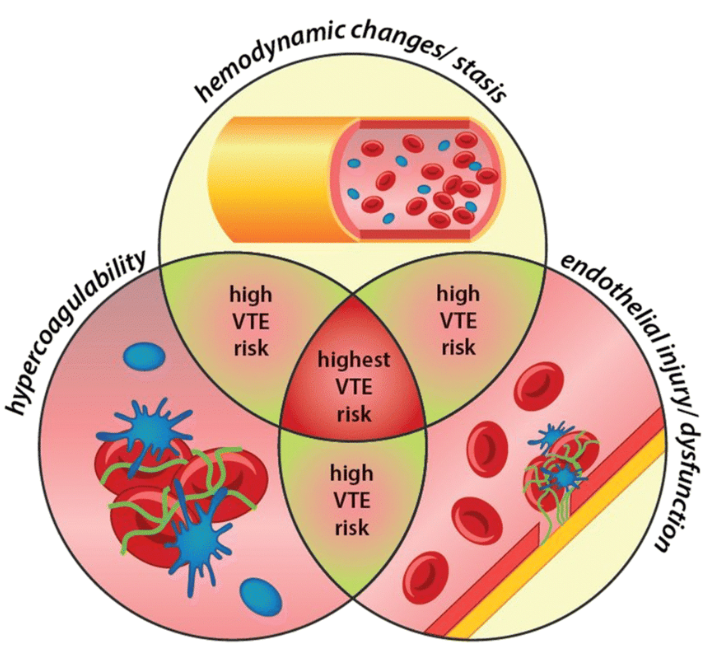 hemodynamic changes/ stasis
hypercoagulability
endothelial injury/ dysfunction
high
VTE
risk
high
VTE
risk
highest
VTE
risk
high
VTE
risk